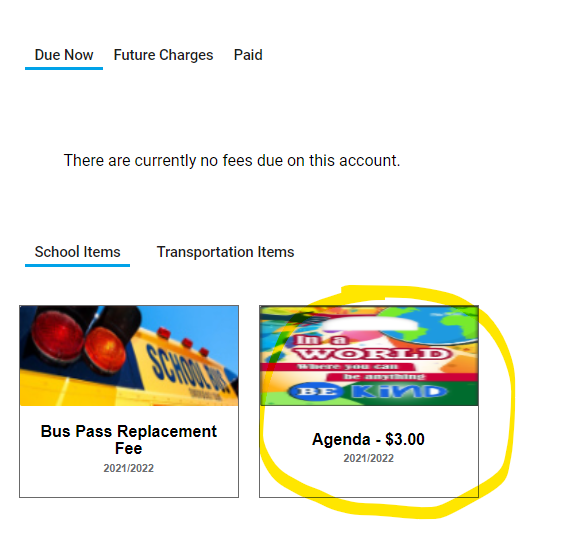 Due Now Future Charges Paid
There are currently no fees due on this account.
School Items Transportation Items
SCHOOL BUS
Bus Pass Replacement
Fee
2021/2022
In a
WORLD
Where you can
be anything
BE KiND
Agenda - $3.00
2021/2022